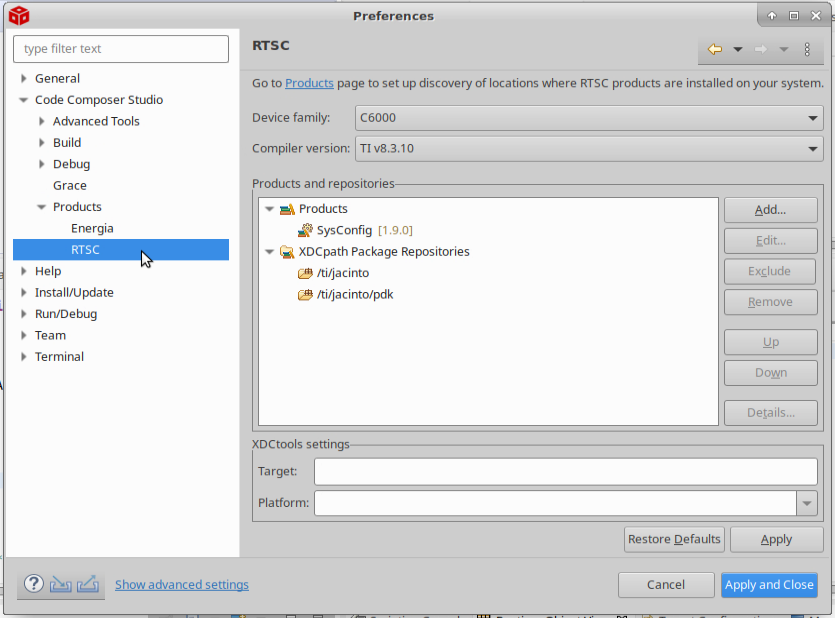 Preferences
type filter text
General
Code Composer Studio
Advanced Tools
Build
Debug
Grace
Products
Energia
RTSC
Help
Install/Update
Run/Debug
Team
Terminal
RTSC
Go to Products page to set up discovery of locations where RTSC products are installed on your system.
Device family: C6000
Compiler version: TI v8.3.10
Products and repositories
Products
SysConfig [1.9.0]
XDCpath Package Repositories
/ti/jacinto
/ti/jacinto/pdk
Add...
Edit...
Exclude
Remove
Up
Down
Details...
XDCtools settings
Target:
Platform:
Restore Defaults Apply
Show advanced settings
Cancel Apply and Close